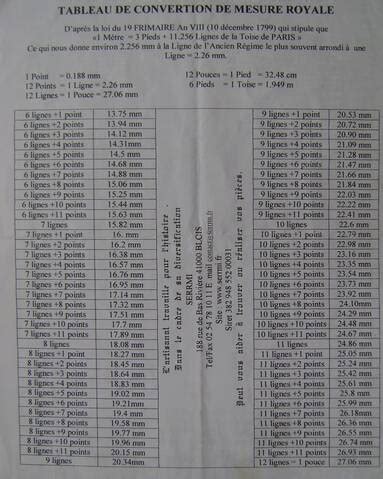 TABLEAU DE CONVERTION DE MESURE ROYALE
D'après la loi du 19 FRIMAIRE An VIII (10 décembre 1799) qui stipule que
«1 Mètre = 3 Pieds + 11.256 Lignes de la Toise de PARIS »
Ce qui nous donne environ 2.256 mm à la Ligne de l'Ancien Régime le plus souvent arrondi à une
Ligne = 2.26 mm.
1 Point = 0.188 mm
12 Points = 1 Ligne = 2.26 mm
12 Lignes = 1 Pouce = 27.06 mm
12 Pouces = 1 Pied = 32.48 cm
6 Pieds = 1 Toise = 1.949 m
6 lignes +1 point 13.75 mm
6 lignes +2 points 13.94 mm
6 lignes +3 points 14.12 mm
6 lignes +4 points 14.31mm
6 lignes +5 points 14.5 mm
6 lignes +6 points 14.68 mm
6 lignes +7 points 14.88 mm
6 lignes +8 points 15.06 mm
6 lignes +9 points 15.25 mm
6 lignes +10 points 15.44 mm
6 lignes +11 points 15.63 mm
7 lignes 15.82 mm
7 lignes +1 point 16. mm
7 lignes +2 points 16.2 mm
7 lignes +3 points 16.38 mm
7 lignes +4 points 16.57 mm
7 lignes +5 points 16.76 mm
7 lignes +6 points 16.95 mm
7 lignes +7 points 17.14 mm
7 lignes +8 points 17.32 mm
7 lignes +9 points 17.51 mm
7 lignes +10 points 17.7 mm
7 lignes +11 points 17.89 mm
8 lignes 18.08 mm
8 lignes +1 point 18.27 mm
8 lignes +2 points 18.45 mm
8 lignes +3 points 18.64 mm
8 lignes +4 points 18.83 mm
8 lignes +5 points 19.02 mm
8 lignes +6 points 19.21mm
8 lignes +7 points 19.4 mm
8 lignes +8 points 19.58 mm
8 lignes +9 points 19.77 mm
8 lignes +10 points 19.96 mm
8 lignes +11 points 20.15 mm
9 lignes 20.34mm
L'artisanat travaille pour l'histoire.
Dans le cadre de sa diversification
SERRMI
188 rue du Bas Rivière 41000 BLOIS
Tel/Fax 02 54 78 10 11 E mail contact@serrmi.fr
Site www.serrmi.fr
Siret 382 948 552 00031
Peut vous aider à trouver ou réaliser vos pièces.
9 lignes +1 point 20.53 mm
9 lignes +2 points 20.72 mm
9 lignes +3 points 20.90 mm
9 lignes +4 points 21.09 mm
9 lignes +5 points 21.28 mm
9 lignes +6 points 21.47 mm
9 lignes +7 points 21.66 mm
9 lignes +8 points 21.84 mm
9 lignes +9 points 22.03 mm
9 lignes +10 points 22.22 mm
9 lignes +11 points 22.41 mm
10 lignes 22.6 mm
10 lignes +1 point 22.79 mm
10 lignes +2 points 22.98 mm
10 lignes +3 points 23.16 mm
10 lignes +4 points 23.35 mm
10 lignes +5 points 23.54 mm
10 lignes +6 points 23.73 mm
10 lignes +7 points 23.92 mm
10 lignes +8 points 24.10mm
10 lignes +9 points 24.29 mm
10 lignes +10 points 24.48 mm
10 lignes +11 points 24.67 mm
11 lignes 24.86 mm
11 lignes +1 point 25.05 mm
11 lignes +2 points 25.24 mm
11 lignes +3 points 25.42 mm
11 lignes +4 points 25.61 mm
11 lignes +5 points 25.8 mm
11 lignes +6 points 25.99 mm
11 lignes +7 points 26.18mm
11 lignes +8 points 26.38 mm
11 lignes +9 points 26.55 mm
11 lignes +10 points 26.74 mm
11 lignes +11 points 26.93 mm
12 lignes = 1 pouce 27.06 mm